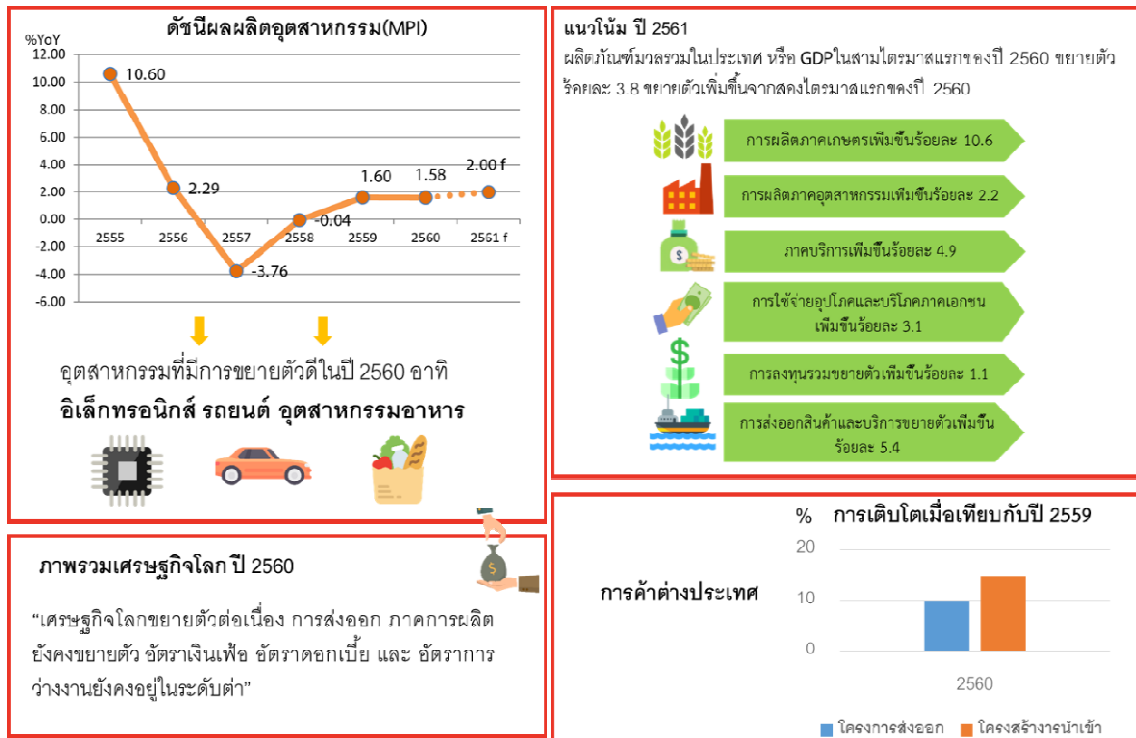 ดัชนีผลผลิตอุตสาหกรรม(MPI)
%YoY
12.00
10.00
8.00
6.00
4.00
2.00
0.00
-2.00
-4.00
-6.00
10.60
2.29
-3.76
-0.04
1.60
1.58
2.00 f
2555 2556 2557 2558 2559 2560 2561 f
อุตสาหกรรมที่มีการขยายตัวดีในปี 2560 อาทิ
อิเล็กทรอนิกส์ รถยนต์ อุตสาหกรรมอาหาร
ภาพรวมเศรษฐกิจโลก ปี 2560
“เศรษฐกิจโลกขยายตัวต่อเนื่อง การส่งออก ภาคการผลิต
ยังคงขยายตัว อัตราเงินเฟ้อ อัตราดอกเบี้ย และ อัตราการ
ว่างงานยังคงอยู่ในระดับต่ำ”
แนวโน้ม ปี 2561
ผลิตภัณฑ์มวลรวมในประเทศ หรือ GDPในสามไตรมาสแรกของปี 2560 ขยายตัว
ร้อยละ 3.8 ขยายตัวเพิ่มขึ้นจากสองไตรมาสแรกของปี 2560
การผลิตภาคเกษตรเพิ่มขึ้นร้อยละ 10.6
การผลิตภาคอุตสาหกรรมเพิ่มขึ้นร้อยละ 2.2
ภาคบริการเพิ่มขึ้นร้อยละ 4.9
การใช้จ่ายอุปโภคและบริโภคภาคเอกชน
เพิ่มขึ้นร้อยละ 3.1
การลงทุนรวมขยายตัวเพิ่มขึ้นร้อยละ 1.1
การส่งออกสินค้าและบริการขยายตัวเพิ่มขึ้น
ร้อยละ 5.4
การค้าต่างประเทศ
% การเติบโตเมื่อเทียบกับปี 2559
20
10
0
2560
โครงการส่งออก โครงสร้างการนำเข้า